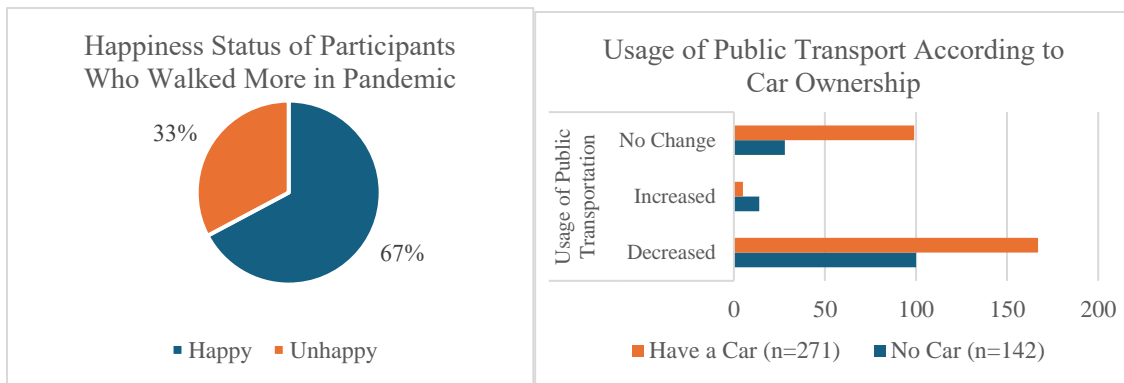 Happiness Status of Participants
Who Walked More in Pandemic
33%
67%
Happy Unhappy
Usage of Public Transport According to
Car Ownership
Usage of Public
Transportation
No Change
Increased
Decreased
0 50 100 150 200
Have a Car (n=271) No Car (n=142)